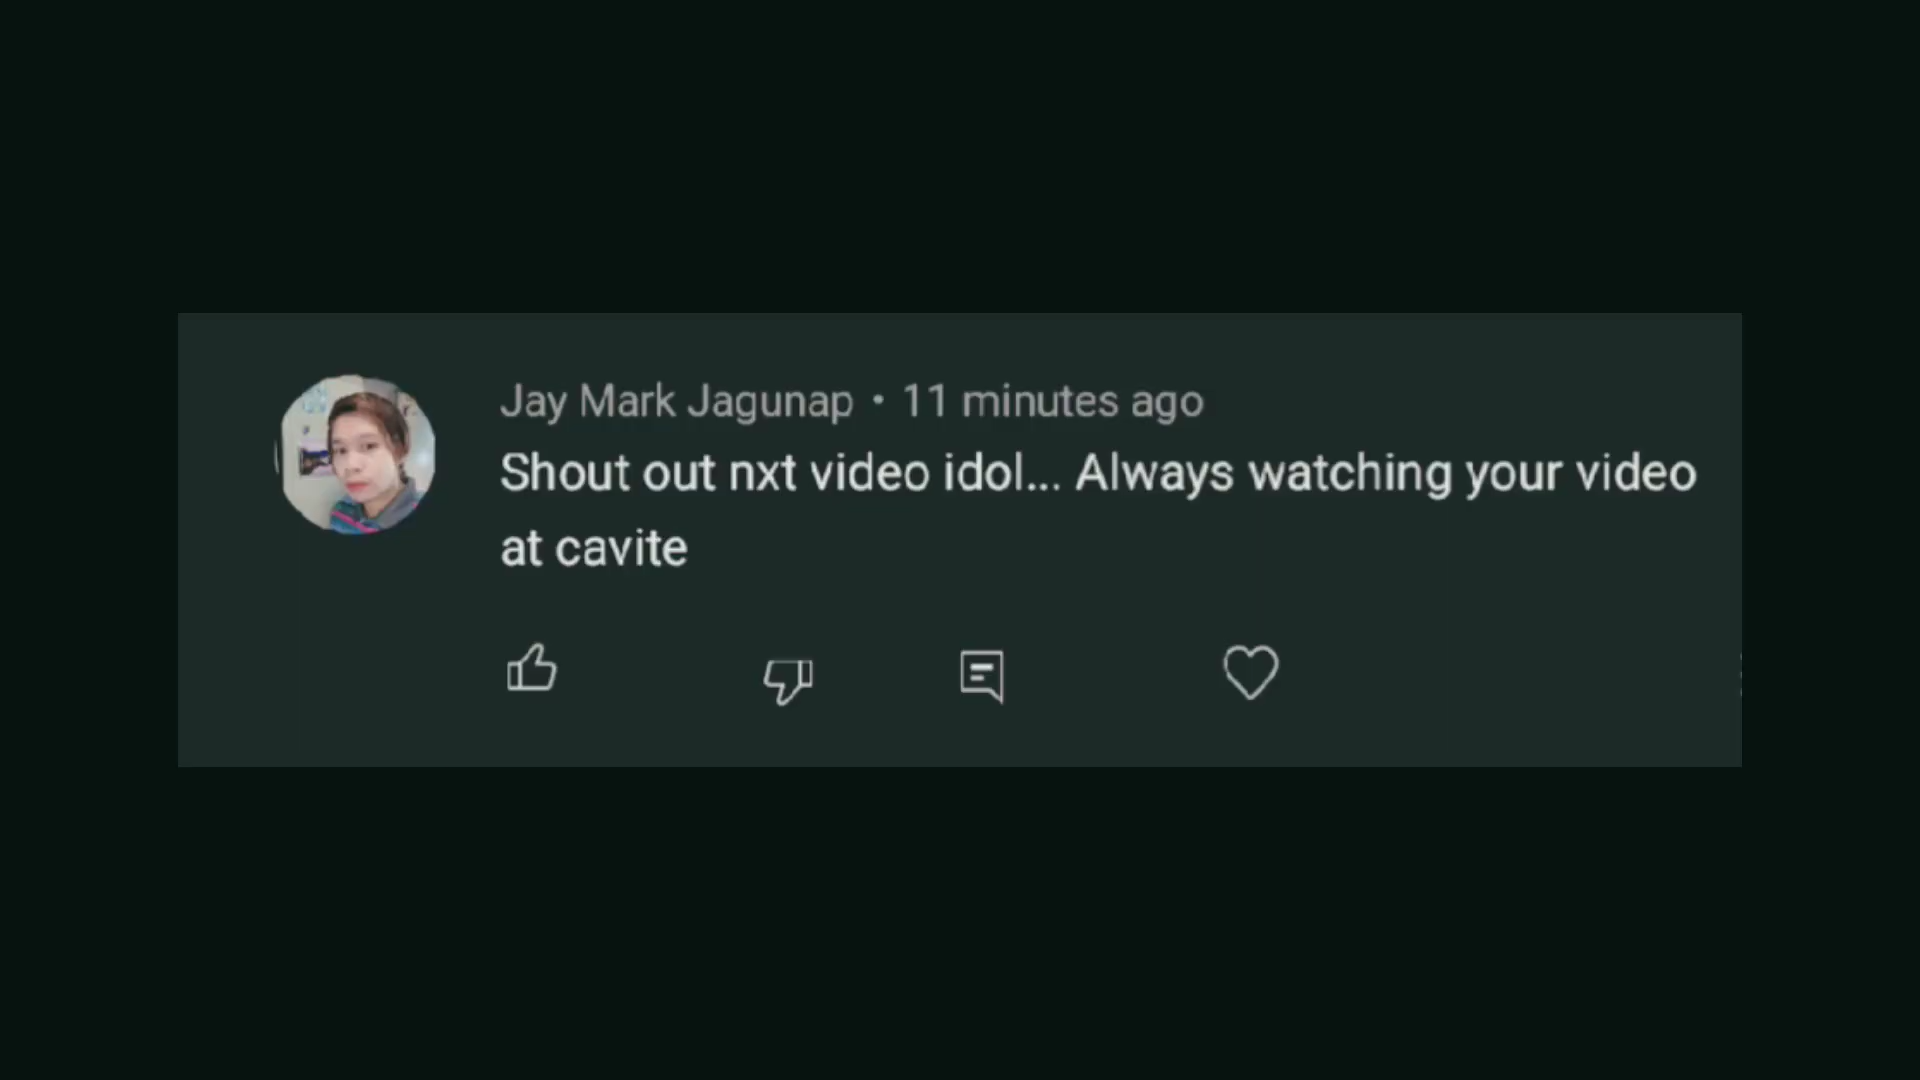 Jay Mark Jagunap • 11 minutes ago
Shout out nxt video idol... Always watching your video
at cavite